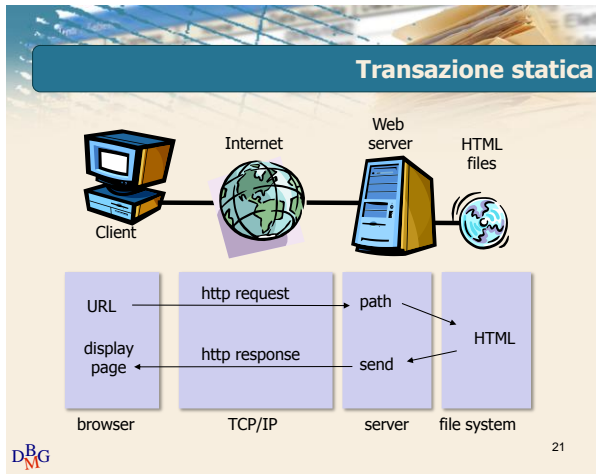 Transazione statica
Internet
Web
server
HTML
files
Client
URL
http request
path
HTML
display
page
http response
send
browser
TCP/IP
server
file system
DBMG
21